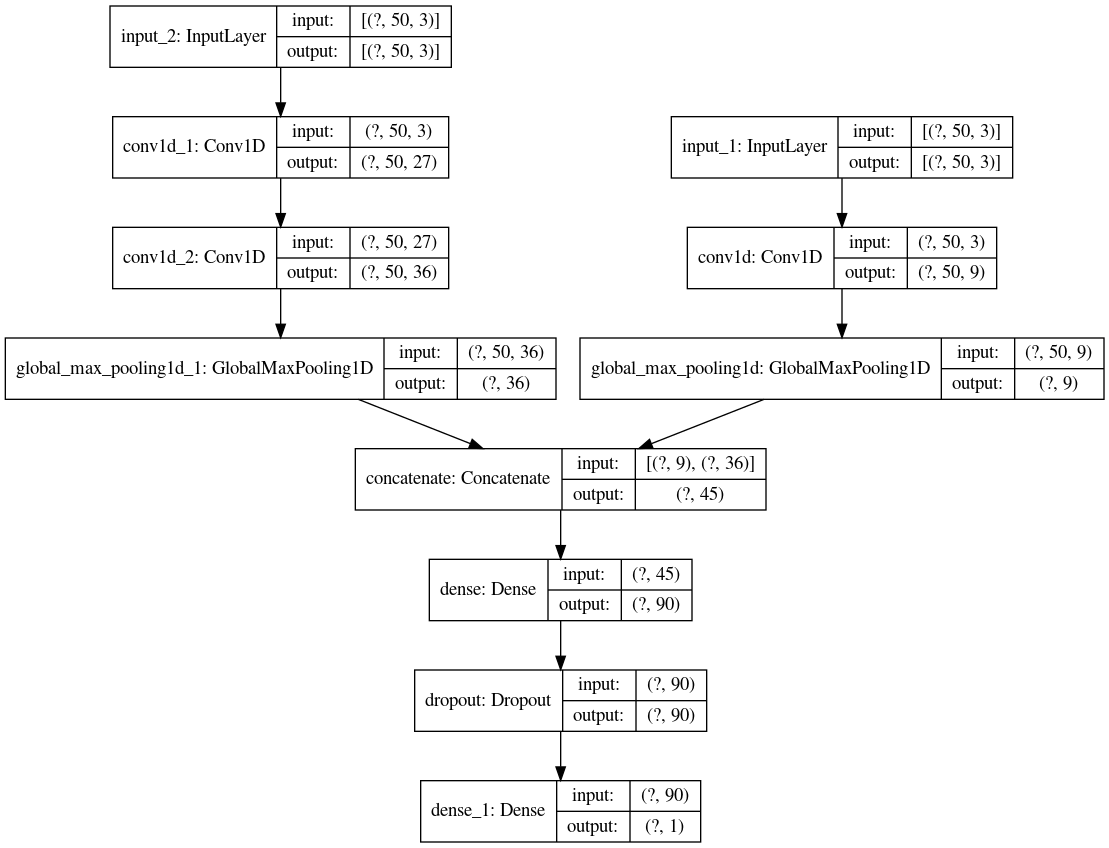 input_2: InputLayer
input: [(?, 50, 3)]
output: [(?, 50, 3)]
conv1d_1: Conv1D
input: (?, 50, 3)
output: (?, 50, 27)
input_1: InputLayer
input: [(?, 50, 3)]
output: [(?, 50, 3)]
conv1d_2: Conv1D
input: (?, 50, 27)
output: (?, 50, 36)
conv1d: Conv1D
input: (?, 50, 3)
output: (?, 50, 9)
global_max_pooling1d_1: GlobalMaxPooling1D
input: (?, 50, 36)
output: (?, 36)
global_max_pooling1d: GlobalMaxPooling1D
input: (?, 50, 9)
output: (?, 9)
concatenate: Concatenate
input: [(?, 9), (?, 36)]
output: (?, 45)
dense: Dense
input: (?, 45)
output: (?, 90)
dropout: Dropout
input: (?, 90)
output: (?, 90)
dense_1: Dense
input: (?, 90)
output: (?, 1)